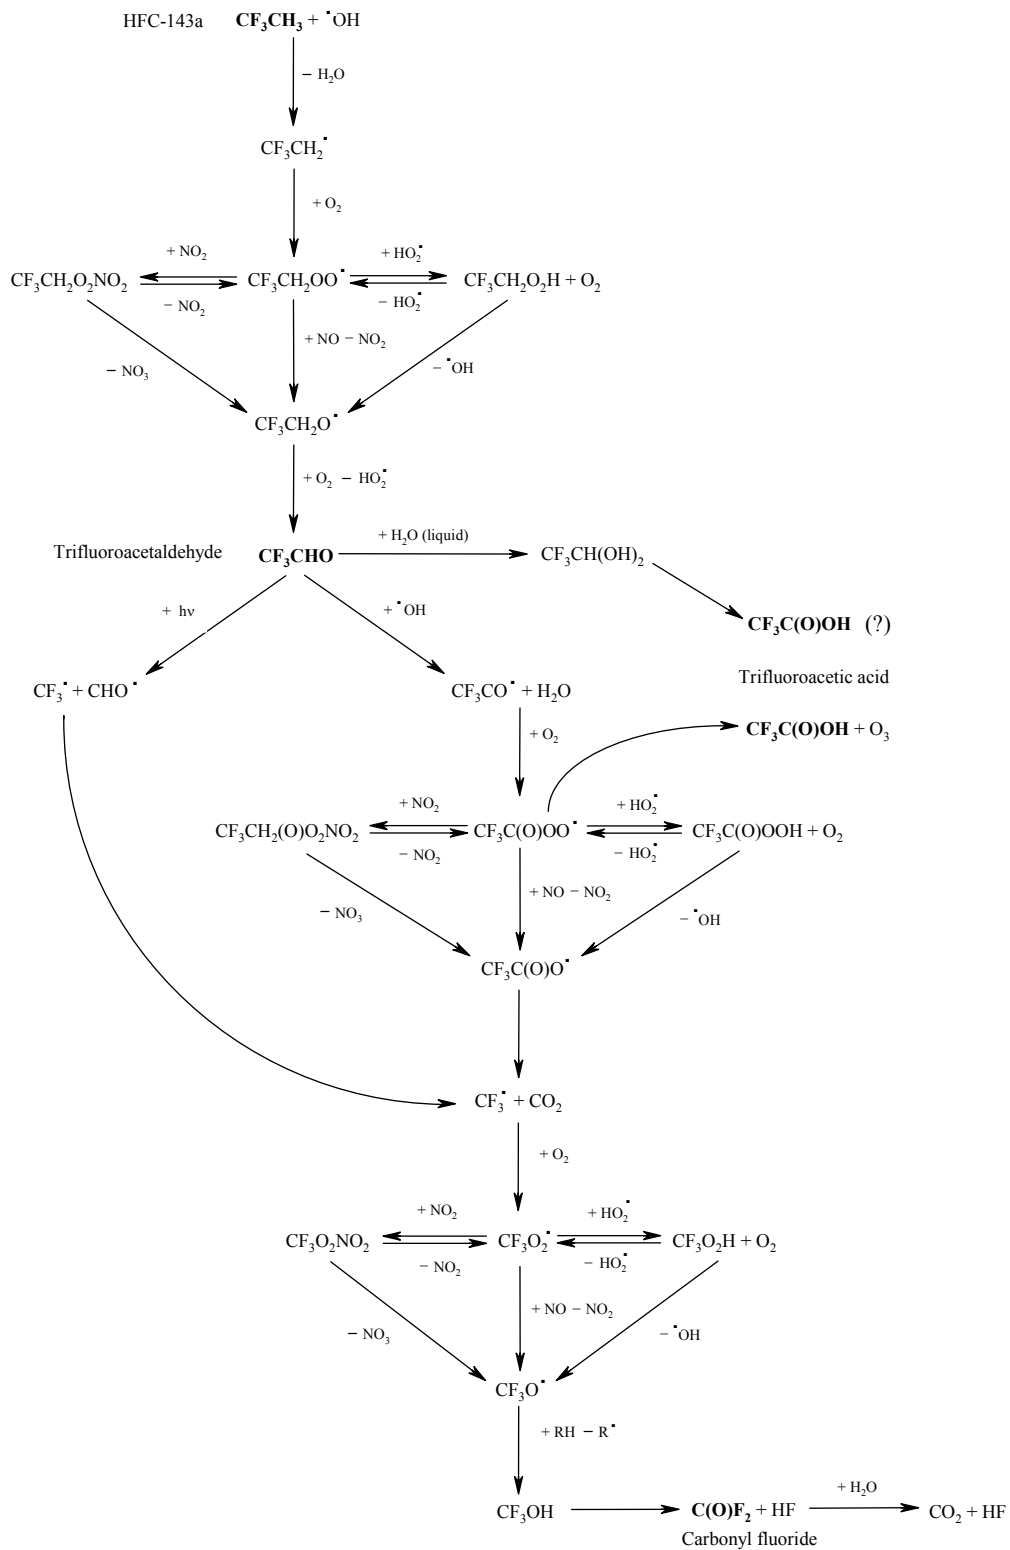 HFC-143a CF₃CH₃ + ˙OH
− H₂O
CF₃CH₂˙
+ O₂
+ NO₂ + HO₂˙
CF₃CH₂O₂NO₂ CF₃CH₂OO˙ CF₃CH₂O₂H + O₂
− NO₂ − HO₂˙
+ NO − NO₂
− NO₃ − ˙OH
CF₃CH₂O˙
+ O₂ − HO₂˙
+ H₂O (liquid)
Trifluoroacetaldehyde CF₃CHO CF₃CH(OH)₂
+ hν + ˙OH
CF₃C(O)OH (?)
Trifluoroacetic acid
CF₃˙ + CHO˙ CF₃CO˙ + H₂O
CF₃C(O)OH + O₃
+ O₂
+ NO₂ + HO₂˙
CF₃CH₂(O)O₂NO₂ CF₃C(O)OO˙ CF₃C(O)OOH + O₂
− NO₂ − HO₂˙
+ NO − NO₂
− NO₃ − ˙OH
CF₃C(O)O˙
CF₃˙ + CO₂
+ O₂
+ NO₂ + HO₂˙
CF₃O₂NO₂ CF₃O₂˙ CF₃O₂H + O₂
− NO₂ − HO₂˙
+ NO − NO₂
− NO₃ − ˙OH
CF₃O˙
+ RH − R˙
+ H₂O
CF₃OH C(O)F₂ + HF CO₂ + HF
Carbonyl fluoride